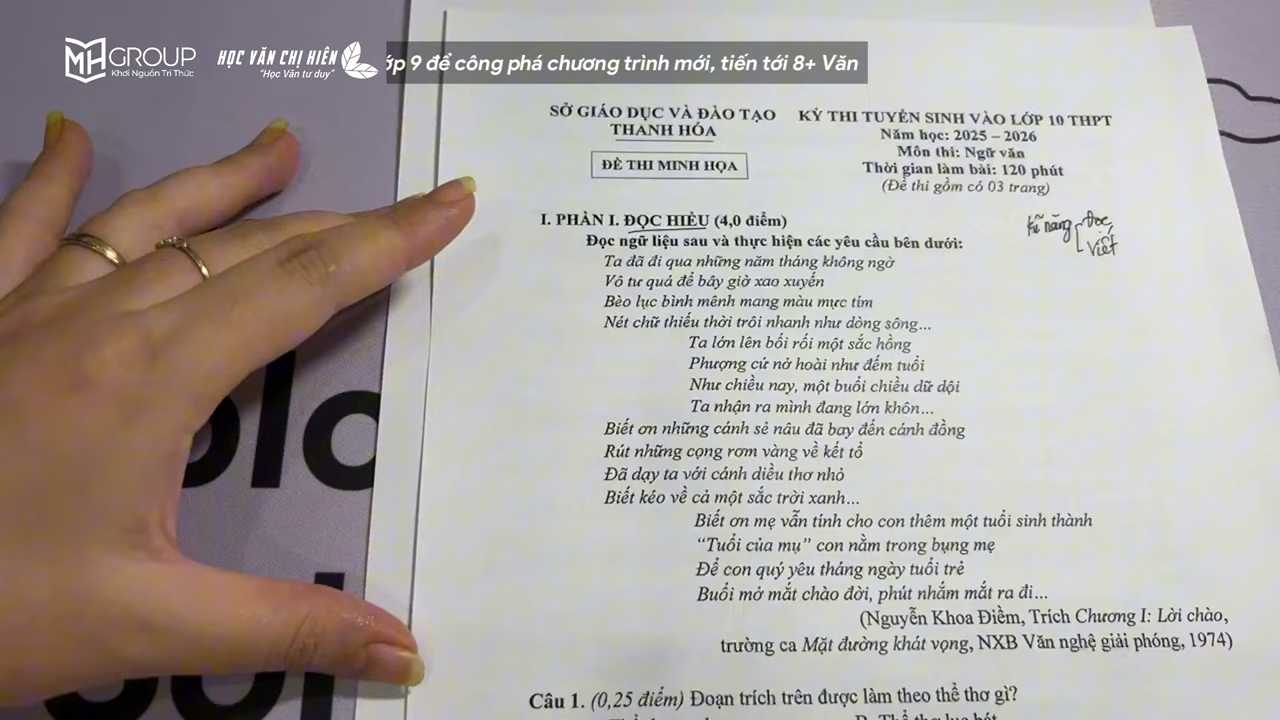 MH GROUP
Khơi Nguồn Tri Thức
HỌC VĂN CHỊ HIÊN
"Học Văn tư duy"
9 để công phá chương trình mới, tiến tới 8+ Văn
SỞ GIÁO DỤC VÀ ĐÀO TẠO
THANH HÓA
ĐỀ THI MINH HỌA
KỲ THI TUYỂN SINH VÀO LỚP 10 THPT
Năm học: 2025 – 2026
Môn thi: Ngữ văn
Thời gian làm bài: 120 phút
(Đề thi gồm có 03 trang)
I. PHẦN I. ĐỌC HIỂU (4,0 điểm)
Kĩ năng Đọc
Viết
Đọc ngữ liệu sau và thực hiện các yêu cầu bên dưới:
Ta đã đi qua những năm tháng không ngờ
Vô tư quá để bây giờ xao xuyến
Bèo lục bình mênh mang màu mực tím
Nét chữ thiếu thời trôi nhanh như dòng sông...
Ta lớn lên bối rối một sắc hồng
Phượng cứ nở hoài như đếm tuổi
Như chiều nay, một buổi chiều dữ dội
Ta nhận ra mình đang lớn khôn...
Biết ơn những cánh sẻ nâu đã bay đến cánh đồng
Rút những cọng rơm vàng về kết tổ
Đã dạy ta với cánh diều thơ nhỏ
Biết kéo về cả một sắc trời xanh...
Biết ơn mẹ vẫn tính cho con thêm một tuổi sinh thành
"Tuổi của mụ" con nằm trong bụng mẹ
Để con quý yêu tháng ngày tuổi trẻ
Buổi mở mắt chào đời, phút nhắm mắt ra đi...
(Nguyễn Khoa Điềm, Trích Chương I: Lời chào,
trường ca Mặt đường khát vọng, NXB Văn nghệ giải phóng, 1974)
Câu 1. (0,25 điểm) Đoạn trích trên được làm theo thể thơ gì?